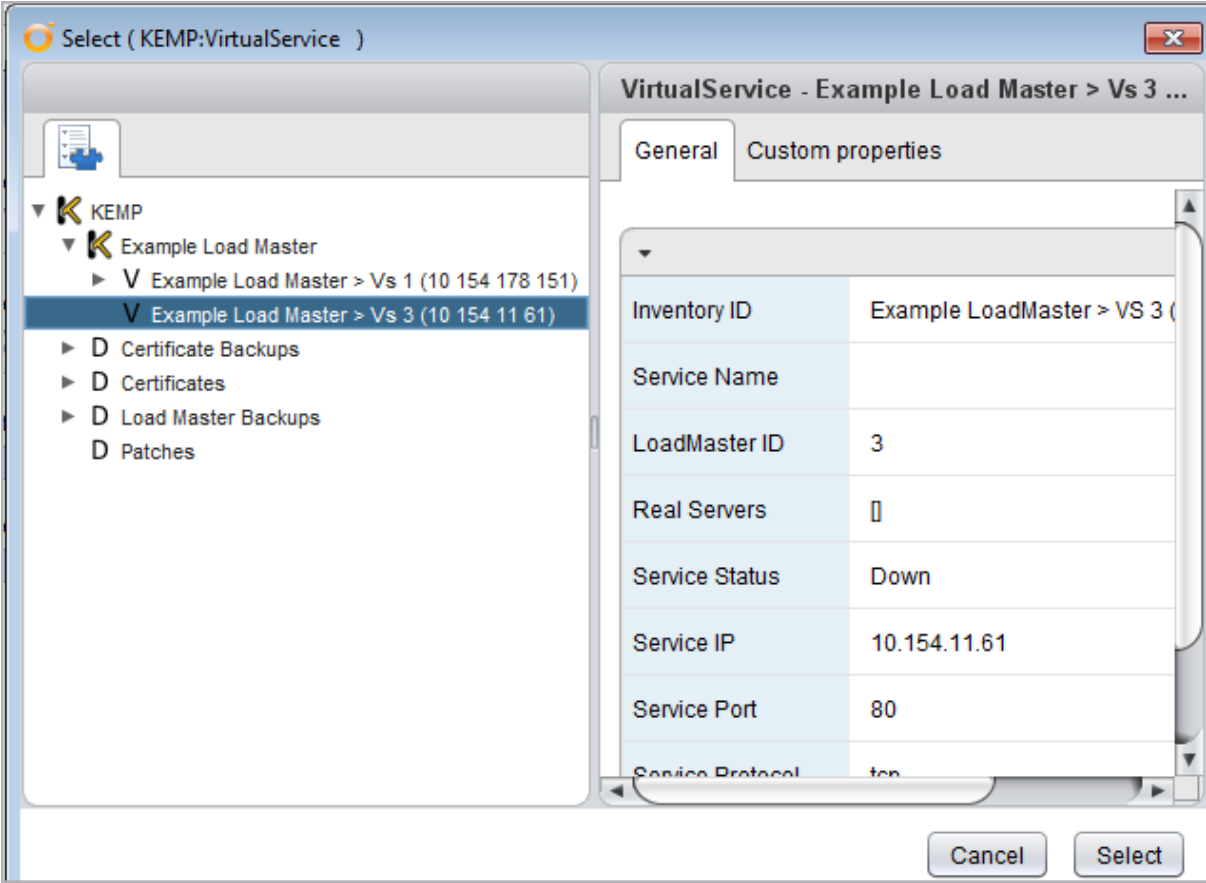 Select ( KEMP:VirtualService )
VirtualService - Example Load Master > Vs 3 ...
General Custom properties
KEMP
Example Load Master
V Example Load Master > Vs 1 (10 154 178 151)
V Example Load Master > Vs 3 (10 154 11 61)
D Certificate Backups
D Certificates
D Load Master Backups
D Patches
Inventory ID Example LoadMaster > VS 3 (
Service Name
LoadMaster ID 3
Real Servers []
Service Status Down
Service IP 10.154.11.61
Service Port 80
Service Protocol tcp
Cancel Select